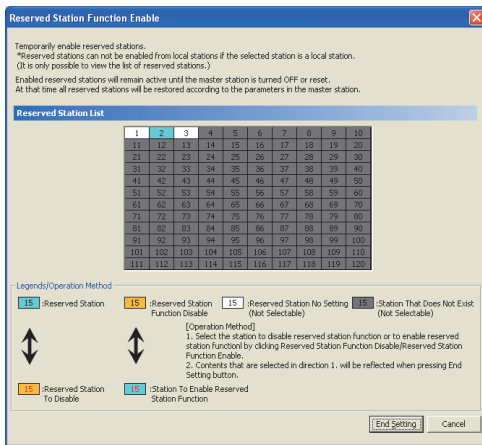 Reserved Station Function Enable
Temporarily enable reserved stations.
*Reserved stations can not be enabled from local stations if the selected station is a local station.
(It is only possible to view the list of reserved stations.)
Enabled reserved stations will remain active until the master station is turned OFF or reset.
At that time all reserved stations will be restored according to the parameters in the master station.
Reserved Station List
1 2 3 4 5 6 7 8 9 10
11 12 13 14 15 16 17 18 19 20
21 22 23 24 25 26 27 28 29 30
31 32 33 34 35 36 37 38 39 40
41 42 43 44 45 46 47 48 49 50
51 52 53 54 55 56 57 58 59 60
61 62 63 64 65 66 67 68 69 70
71 72 73 74 75 76 77 78 79 80
81 82 83 84 85 86 87 88 89 90
91 92 93 94 95 96 97 98 99 100
101 102 103 104 105 106 107 108 109 110
111 112 113 114 115 116 117 118 119 120
Legends/Operation Method
15 :Reserved Station 15 :Reserved Station 15 :Reserved Station No Setting 15 :Station That Does Not Exist
Function Disable (Not Selectable) (Not Selectable)
[Operation Method]
1. Select the station to disable reserved station function or to enable reserved
station functionl by clicking Reserved Station Function Disable/Reserved Station
Function Enable.
2. Contents that are selected in direction 1. will be reflected when pressing End
Setting button.
15 :Reserved Station 15 :Station To Enable Reserved
To Disable Station Function
End Setting Cancel